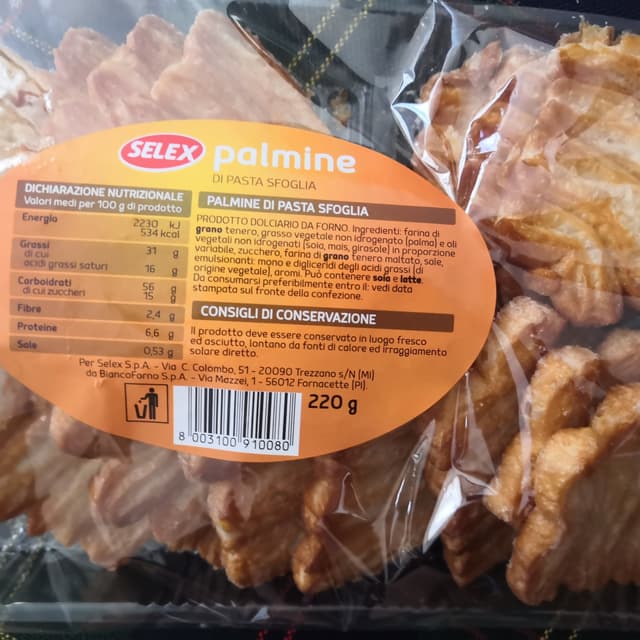 SELEX palmine
DI PASTA SFOGLIA
DICHIARAZIONE NUTRIZIONALE
Valori medi per 100 g di prodotto
Energia 2230 kJ
534 kcal
Grassi 31 g
di cui
acidi grassi saturi 16 g
Carboidrati 56 g
di cui zuccheri 15 g
Fibre 2,4 g
Proteine 6,6 g
Sale 0,53 g
PALMINE DI PASTA SFOGLIA
PRODOTTO DOLCIARIO DA FORNO. Ingredienti: farina di
grano tenero, grasso vegetale non idrogenato (palma) e oli
vegetali non idrogenati (soia, mais, girasole) in proporzione
variabile, zucchero, farina di grano tenero maltato, sale,
emulsionanti: mono e digliceridi degli acidi grassi (di
origine vegetale), aromi. Può contenere soia e latte.
Da consumarsi preferibilmente entro il: vedi data
stampata sul fronte della confezione.
CONSIGLI DI CONSERVAZIONE
Il prodotto deve essere conservato in luogo fresco
ed asciutto, lontano da fonti di calore ed irraggiamento
solare diretto.
Per Selex S.p.A. - Via C. Colombo, 51 - 20090 Trezzano s/N (MI)
da BiancoForno S.p.A. - Via Mazzei, 1 - 56012 Fornacette (PI).
220 g
8 003100 910080